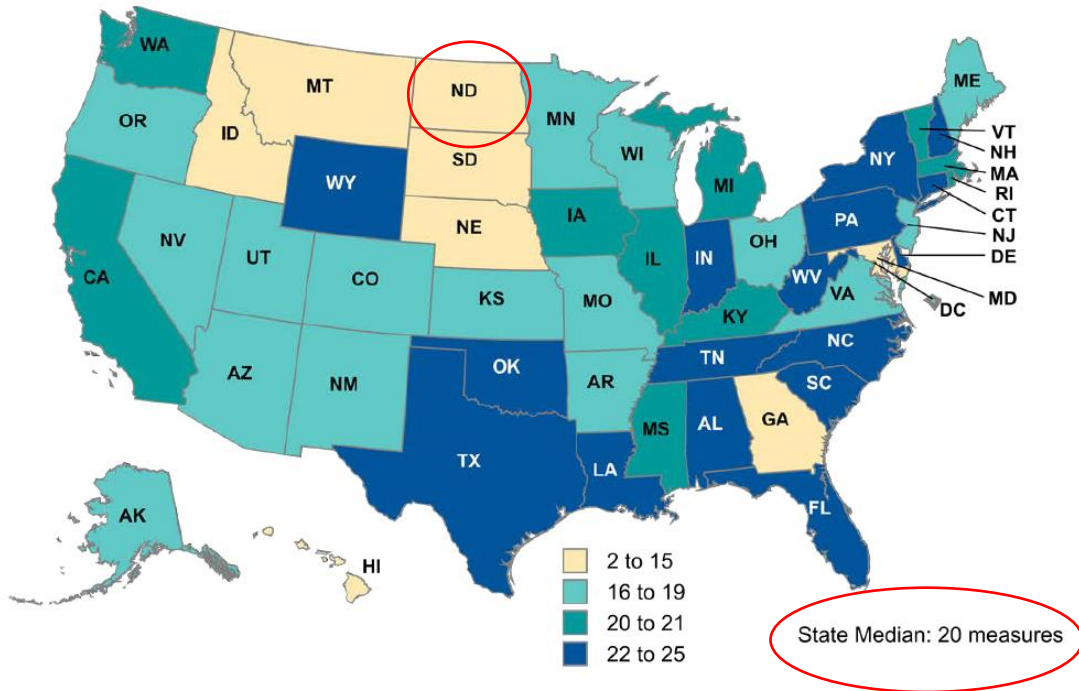 WA
MT
ND
MN
ME
OR
ID
SD
WI
VT
NH
WY
MI
NY
MA
RI
IA
NE
PA
CT
NJ
NV
UT
OH
IL
IN
DE
CA
CO
WV
KS
MO
VA
MD
KY
DC
NC
TN
AZ
NM
OK
AR
SC
MS
AL
GA
TX
LA
FL
AK
HI
2 to 15
16 to 19
20 to 21
22 to 25
State Median: 20 measures